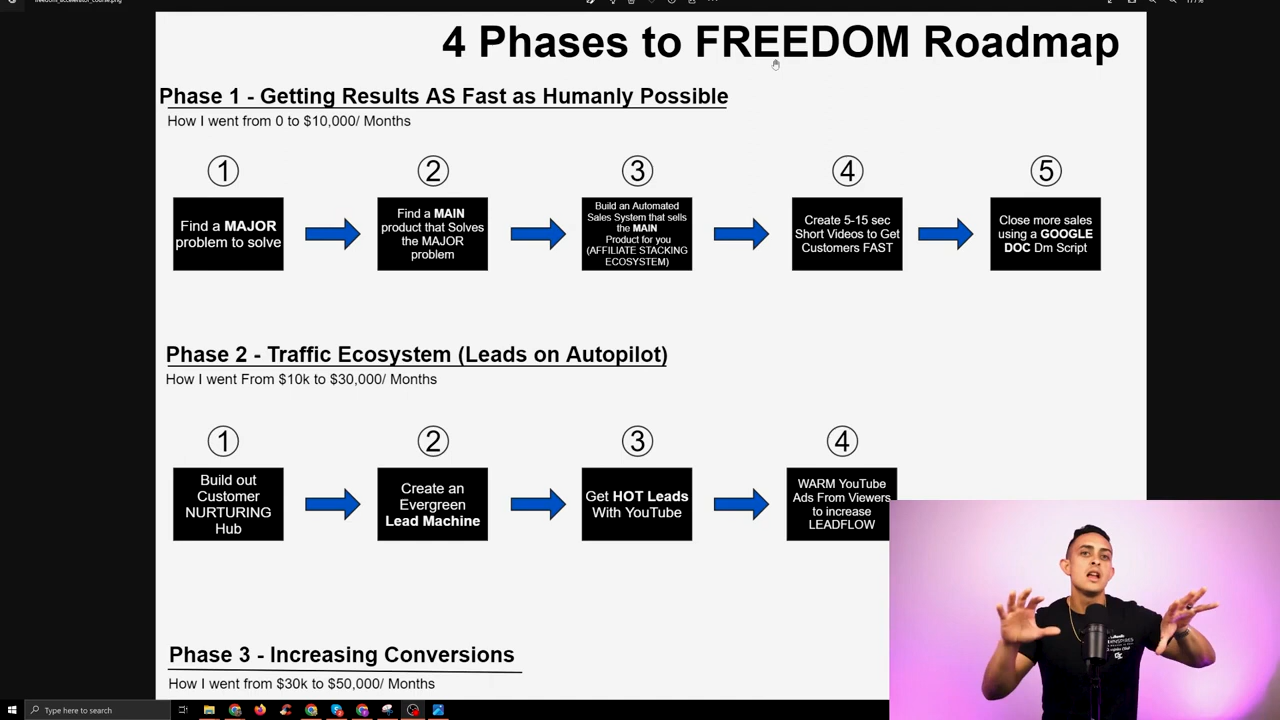 freedom_accelerator_course.png
177%
4 Phases to FREEDOM Roadmap
Phase 1 - Getting Results AS Fast as Humanly Possible
How I went from 0 to $10,000/ Months
1
2
3
4
5
Find a MAJOR
problem to solve
Find a MAIN
product that Solves
the MAJOR
problem
Build an Automated
Sales System that sells
the MAIN
Product for you
(AFFILIATE STACKING
ECOSYSTEM)
Create 5-15 sec
Short Videos to Get
Customers FAST
Close more sales
using a GOOGLE
DOC Dm Script
Phase 2 - Traffic Ecosystem (Leads on Autopilot)
How I went From $10k to $30,000/ Months
1
2
3
4
Build out
Customer
NURTURING
Hub
Create an
Evergreen
Lead Machine
Get HOT Leads
With YouTube
WARM YouTube
Ads From Viewers
to increase
LEADFLOW
Phase 3 - Increasing Conversions
How I went from $30k to $50,000/ Months
Type here to search